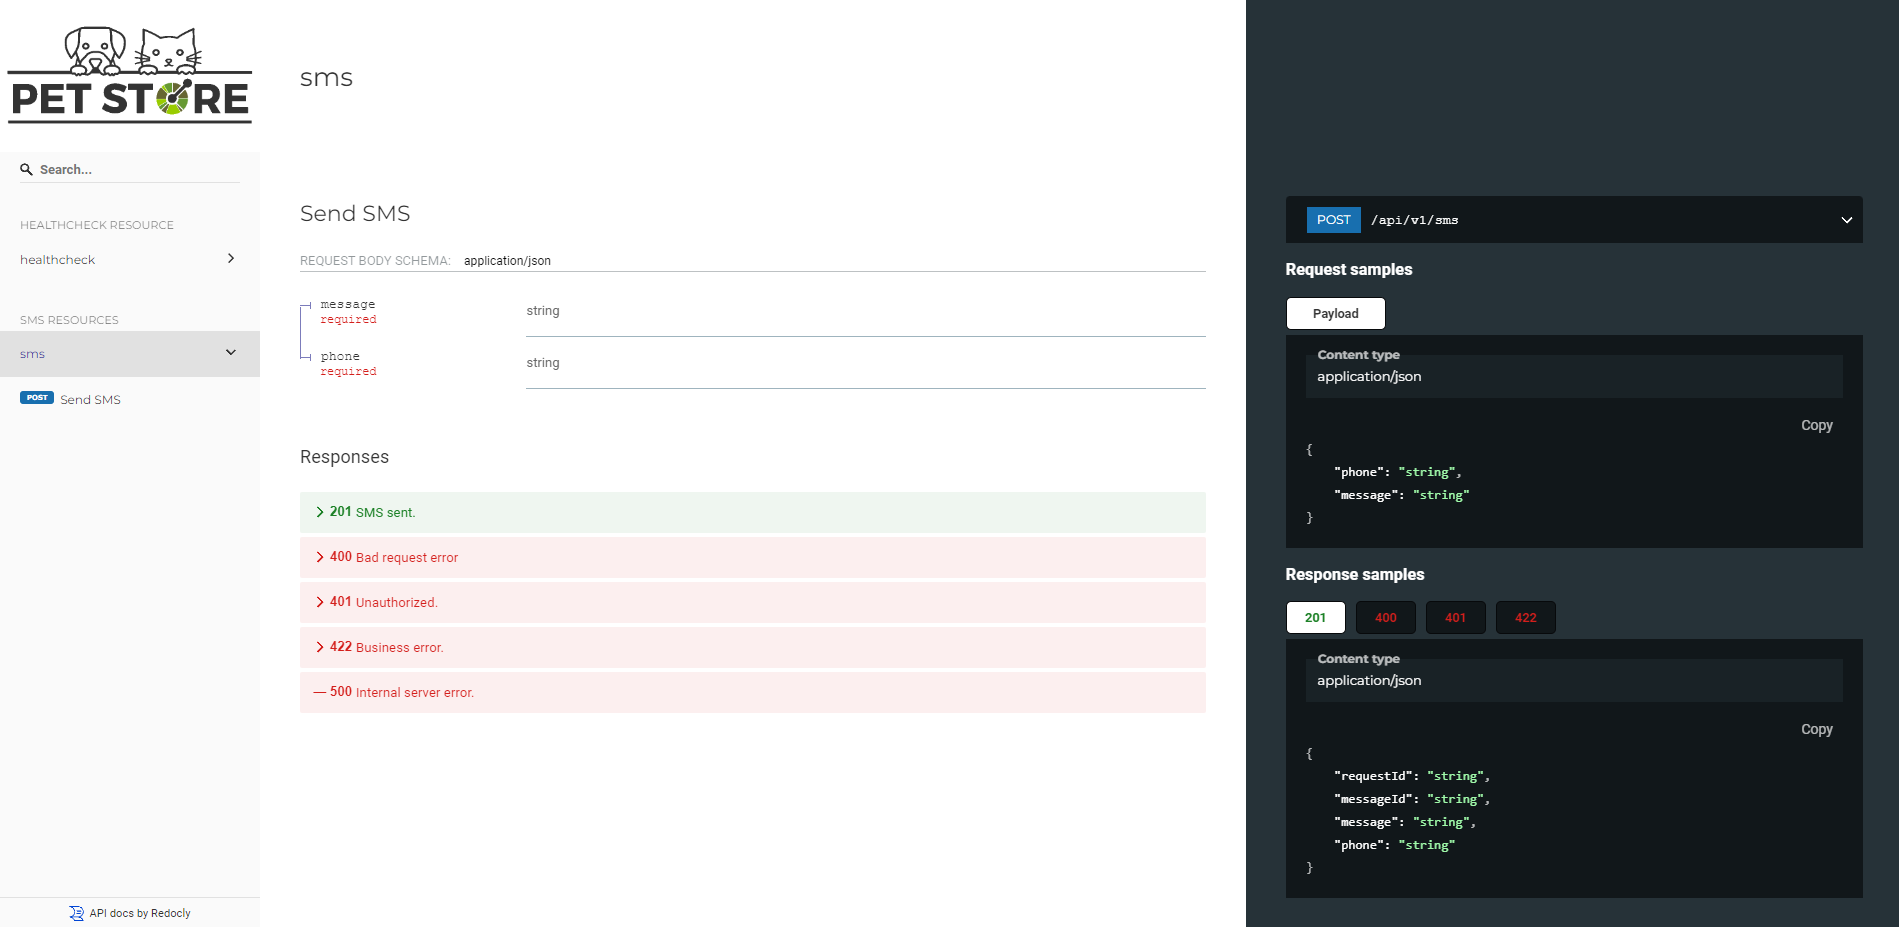 PET STORE
Search...
HEALTHCHECK RESOURCE
healthcheck
SMS RESOURCES
sms
POST Send SMS
API docs by Redocly
sms
Send SMS
REQUEST BODY SCHEMA: application/json
message
required
string
phone
required
string
Responses
201 SMS sent.
400 Bad request error
401 Unauthorized.
422 Business error.
— 500 Internal server error.
POST /api/v1/sms
Request samples
Payload
Content type
application/json
Copy
{
"phone": "string",
"message": "string"
}
Response samples
201 400 401 422
Content type
application/json
Copy
{
"requestId": "string",
"messageId": "string",
"message": "string",
"phone": "string"
}